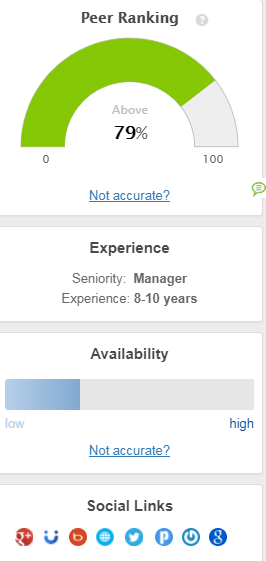 Peer Ranking ?
Above
79%
0 100
Not accurate?
Experience
Seniority: Manager
Experience: 8-10 years
Availability
low high
Not accurate?
Social Links